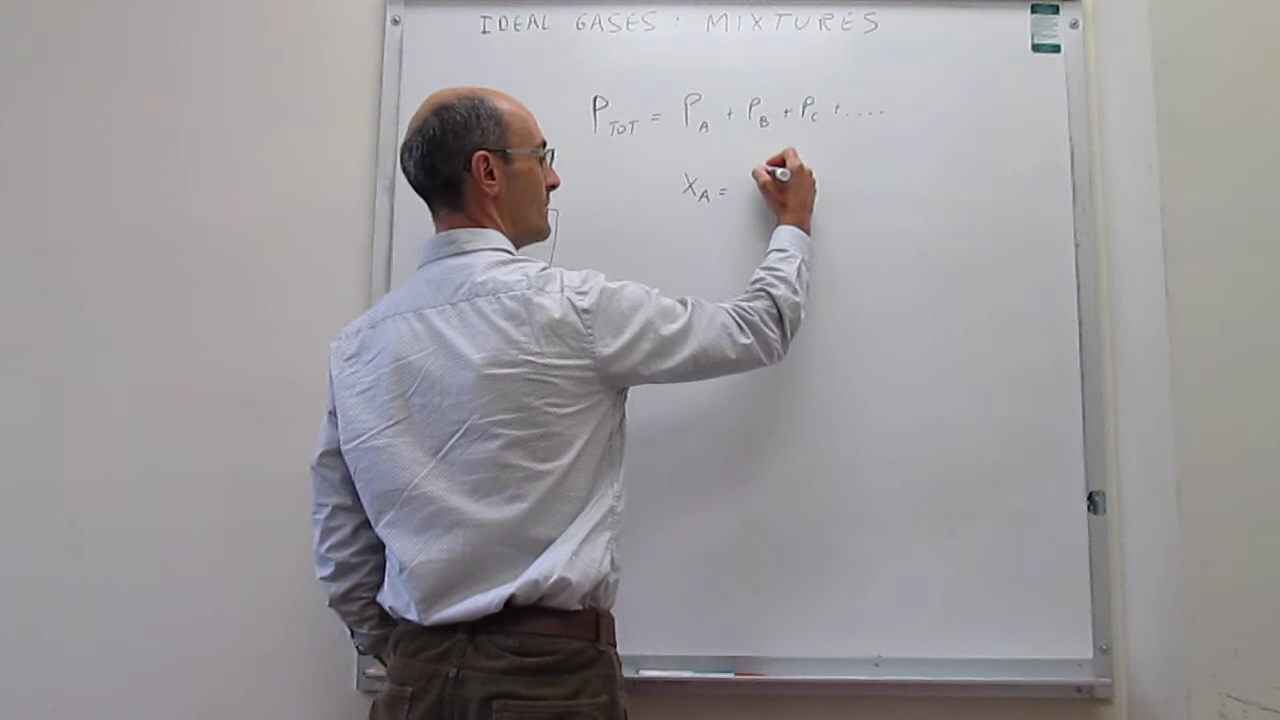 IDEAL GASES: MIXTURES
P_TOT = P_A + P_B + P_C + ....
X_A =